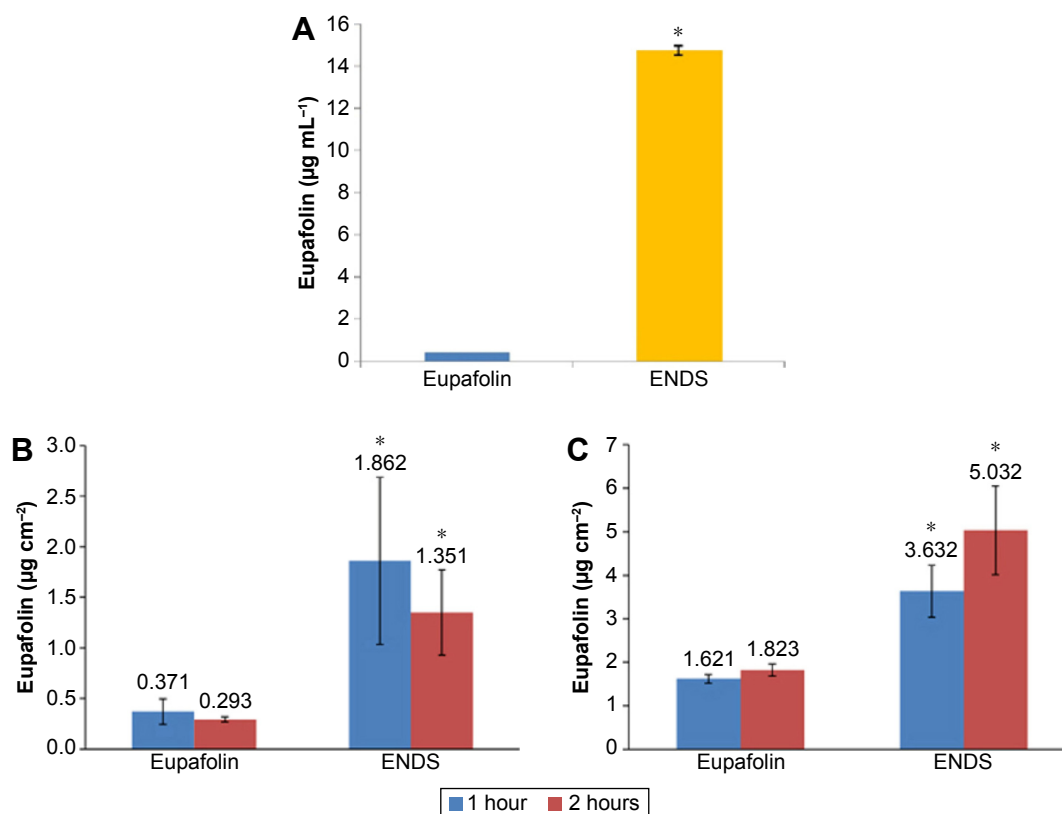 A
Eupafolin (µg mL⁻¹)
16
14
12
10
8
6
4
2
0
*
Eupafolin
ENDS
B
Eupafolin (µg cm⁻²)
3.0
2.5
2.0
1.5
1.0
0.5
0.0
0.371
0.293
*
1.862
*
1.351
Eupafolin
ENDS
C
Eupafolin (µg cm⁻²)
7
6
5
4
3
2
1
0
1.621
1.823
*
3.632
*
5.032
Eupafolin
ENDS
1 hour 2 hours